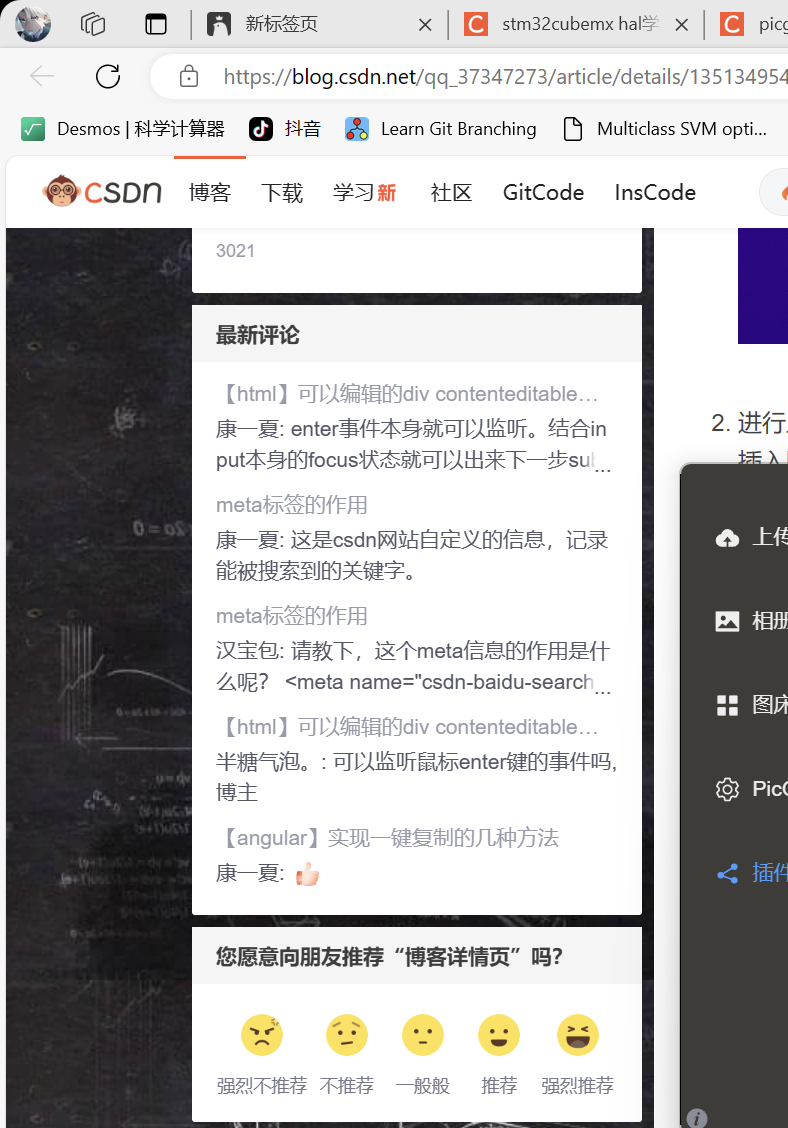 新标签页
stm32cubemx hal学
picg
https://blog.csdn.net/qq_37347273/article/details/135134954
Desmos | 科学计算器
抖音
Learn Git Branching
Multiclass SVM opti...
CSDN
博客
下载
学习新
社区
GitCode
InsCode
3021
最新评论
【html】可以编辑的div contenteditable...
康一夏: enter事件本身就可以监听。结合in
put本身的focus状态就可以出来下一步sub...
meta标签的作用
康一夏: 这是csdn网站自定义的信息，记录
能被搜索到的关键字。
meta标签的作用
汉宝包: 请教下，这个meta信息的作用是什
么呢？ <meta name="csdn-baidu-search...
【html】可以编辑的div contenteditable...
半糖气泡。: 可以监听鼠标enter键的事件吗,
博主
【angular】实现一键复制的几种方法
康一夏:
您愿意向朋友推荐“博客详情页”吗？
强烈不推荐
不推荐
一般般
推荐
强烈推荐
2. 进行
插入
上传
相册
图床
Pic
插件